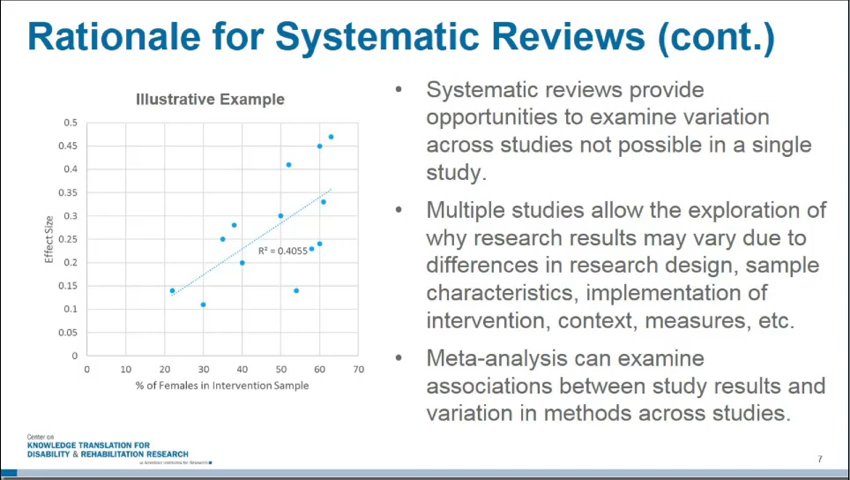 Rationale for Systematic Reviews (cont.)
Illustrative Example
0.5
0.45
0.4
0.35
0.3
0.25
0.2
0.15
0.1
0.05
0
Effect Size
R² = 0.4055
0 10 20 30 40 50 60 70
% of Females in Intervention Sample
• Systematic reviews provide
opportunities to examine variation
across studies not possible in a single
study.
• Multiple studies allow the exploration of
why research results may vary due to
differences in research design, sample
characteristics, implementation of
intervention, context, measures, etc.
• Meta-analysis can examine
associations between study results and
variation in methods across studies.
Center on
KNOWLEDGE TRANSLATION FOR
DISABILITY & REHABILITATION RESEARCH
at American Institutes for Research
7